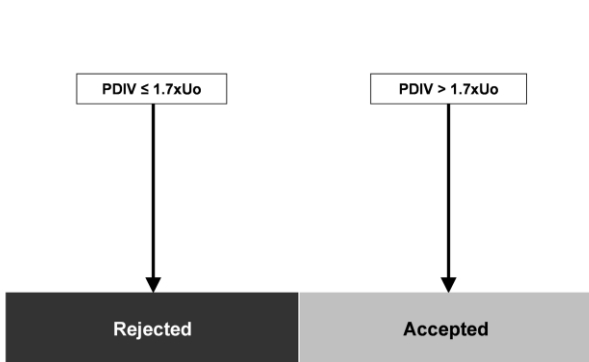 PDIV ≤ 1.7xUo
PDIV > 1.7xUo
Rejected
Accepted